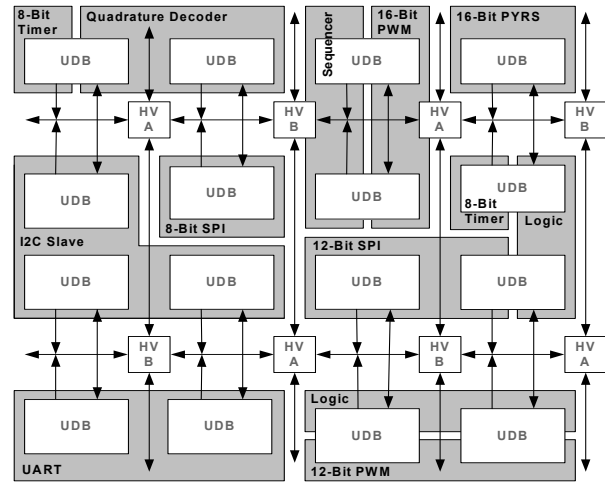 8-Bit
Timer
Quadrature Decoder
Sequencer
16-Bit
PWM
16-Bit PYRS
UDB
UDB
UDB
UDB
HV
A
HV
B
HV
A
HV
B
UDB
UDB
UDB
UDB
8-Bit
Timer
Logic
I2C Slave
8-Bit SPI
12-Bit SPI
UDB
UDB
UDB
UDB
HV
B
HV
A
HV
B
HV
A
Logic
UDB
UDB
UDB
UDB
UART
12-Bit PWM